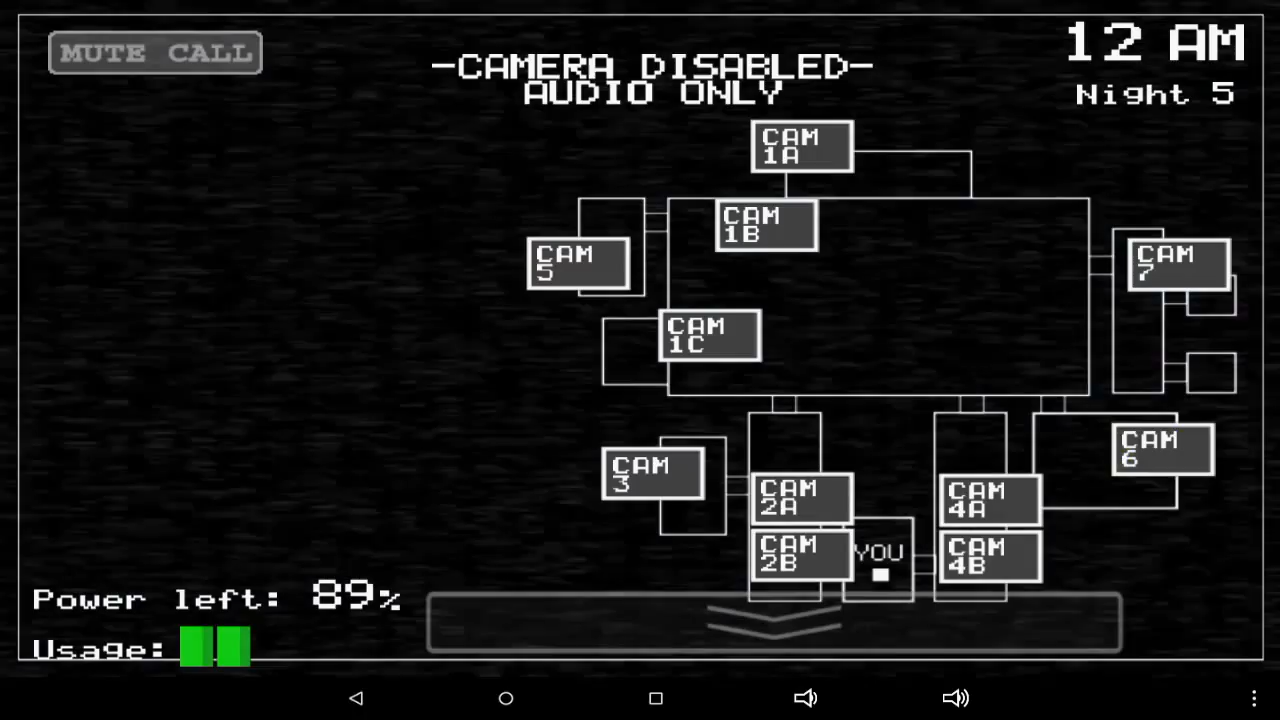 MUTE CALL
12 AM
Night 5
-CAMERA DISABLED-
AUDIO ONLY
CAM
1A
CAM
1B
CAM
5
CAM
7
CAM
1C
CAM
6
CAM
3
CAM
2A
CAM
4A
CAM
2B
YOU
CAM
4B
Power left: 89%
Usage: